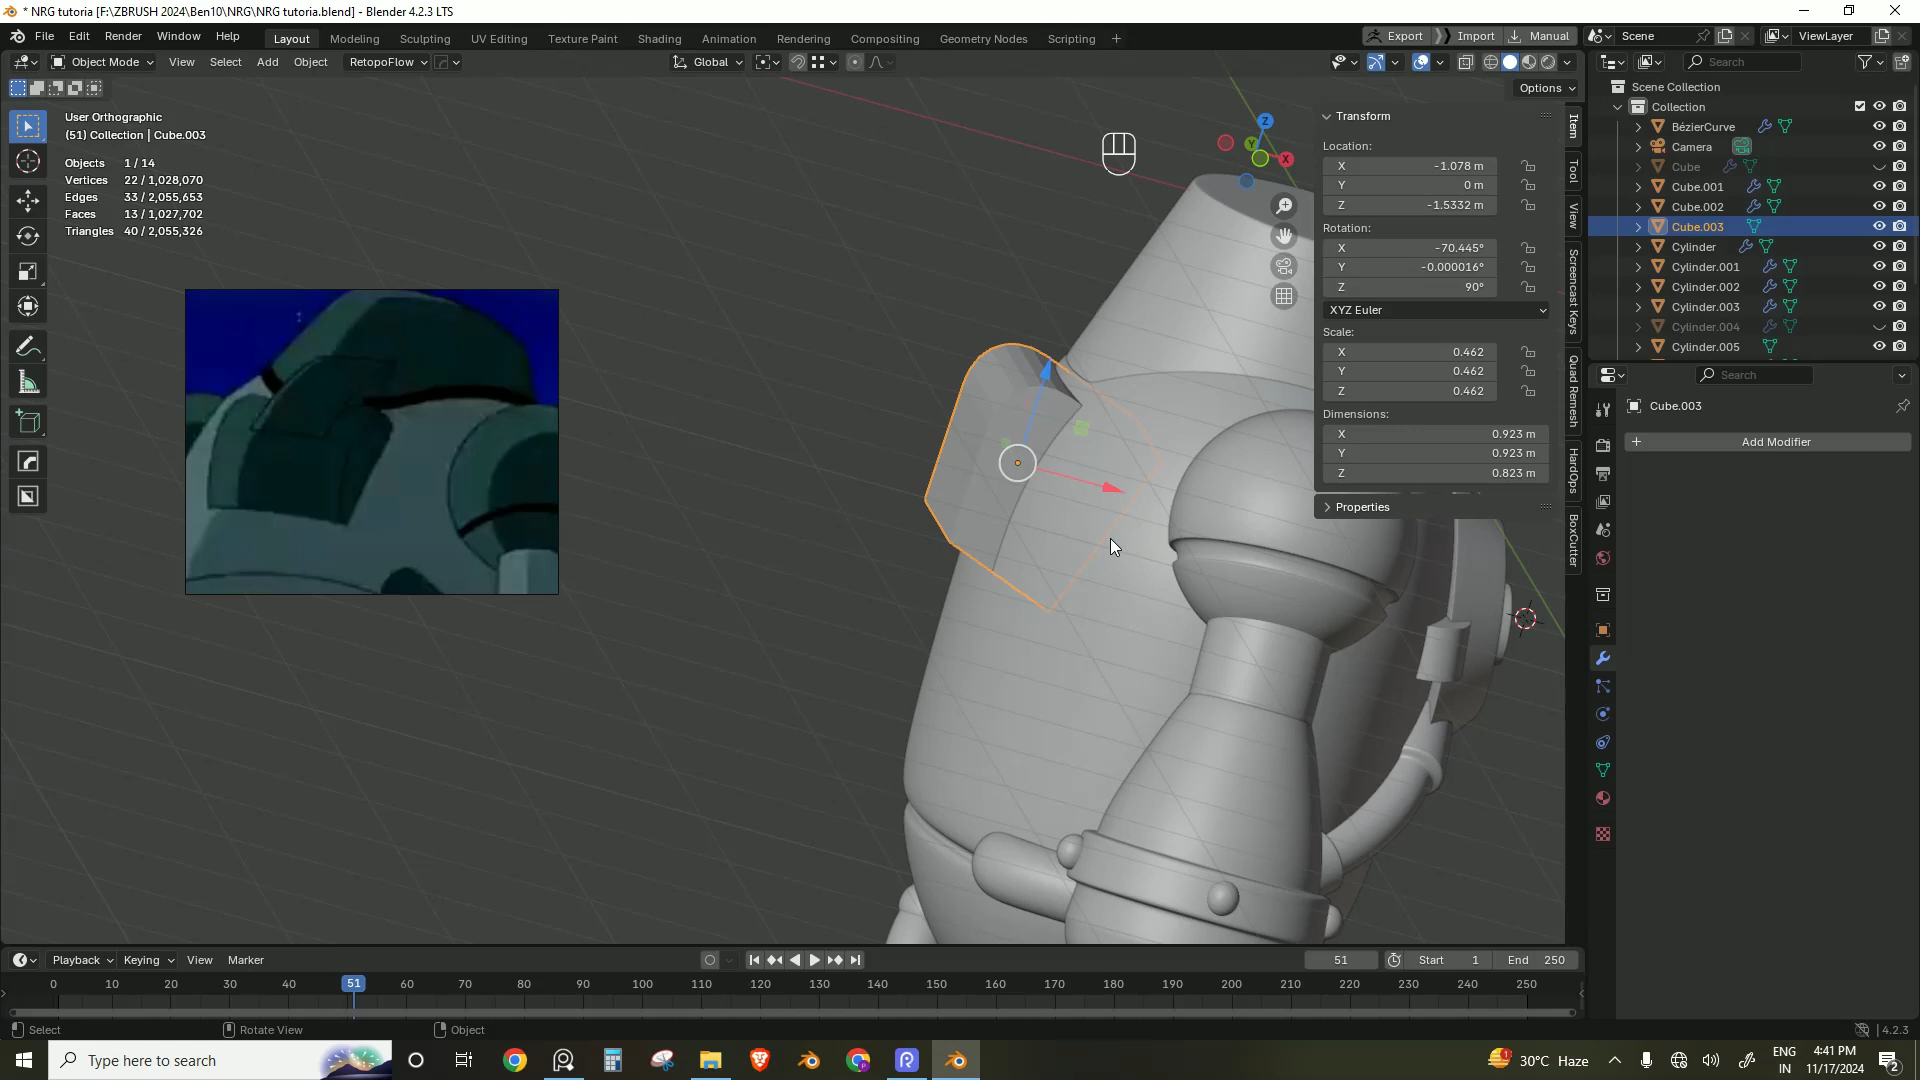 * NRG tutoria [F:\ZBRUSH 2024\Ben10\NRG\NRG tutoria.blend] - Blender 4.2.3 LTS
File Edit Render Window Help Layout Modeling Sculpting UV Editing Texture Paint Shading Animation Rendering Compositing Geometry Nodes Scripting + Export Import Manual Scene ViewLayer
Object Mode View Select Add Object RetopoFlow Global Search
Options
User Orthographic
(51) Collection | Cube.003
Objects 1 / 14
Vertices 22 / 1,028,070
Edges 33 / 2,055,653
Faces 13 / 1,027,702
Triangles 40 / 2,055,326
Z
Y
X
Transform
Location:
X -1.078 m
Y 0 m
Z -1.5332 m
Rotation:
X -70.445°
Y -0.000016°
Z 90°
XYZ Euler
Scale:
X 0.462
Y 0.462
Z 0.462
Dimensions:
X 0.923 m
Y 0.923 m
Z 0.823 m
Properties
Item
Tool
View
Screencast Keys
Quad Remesh
HardOps
BoxCutter
Scene Collection
Collection
BézierCurve
Camera
Cube
Cube.001
Cube.002
Cube.003
Cylinder
Cylinder.001
Cylinder.002
Cylinder.003
Cylinder.004
Cylinder.005
Search
Cube.003
+ Add Modifier
Playback Keying View Marker 51 Start 1 End 250
0 10 20 30 40 51 60 70 80 90 100 110 120 130 140 150 160 170 180 190 200 210 220 230 240 250
Select Rotate View Object 4.2.3
Type here to search 30°C Haze ENG IN 4:41 PM 11/17/2024 2